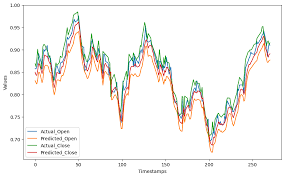 1.00
0.95
0.90
0.85
0.80
0.75
0.70
Values
Actual_Open
Predicted_Open
Actual_Close
Predicted_Close
0 50 100 150 200 250
Timestamps